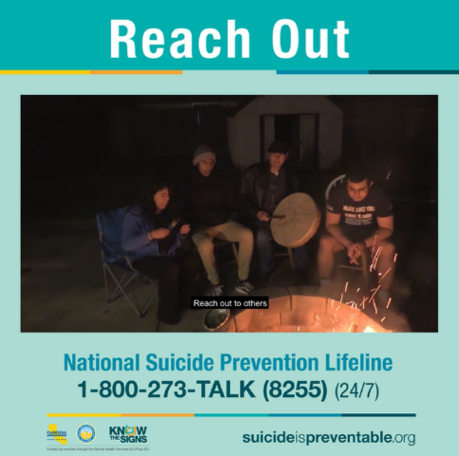 Reach Out
Reach out to others
National Suicide Prevention Lifeline
1-800-273-TALK (8255) (24/7)
KNOW
THE SIGNS
suicideispreventable.org